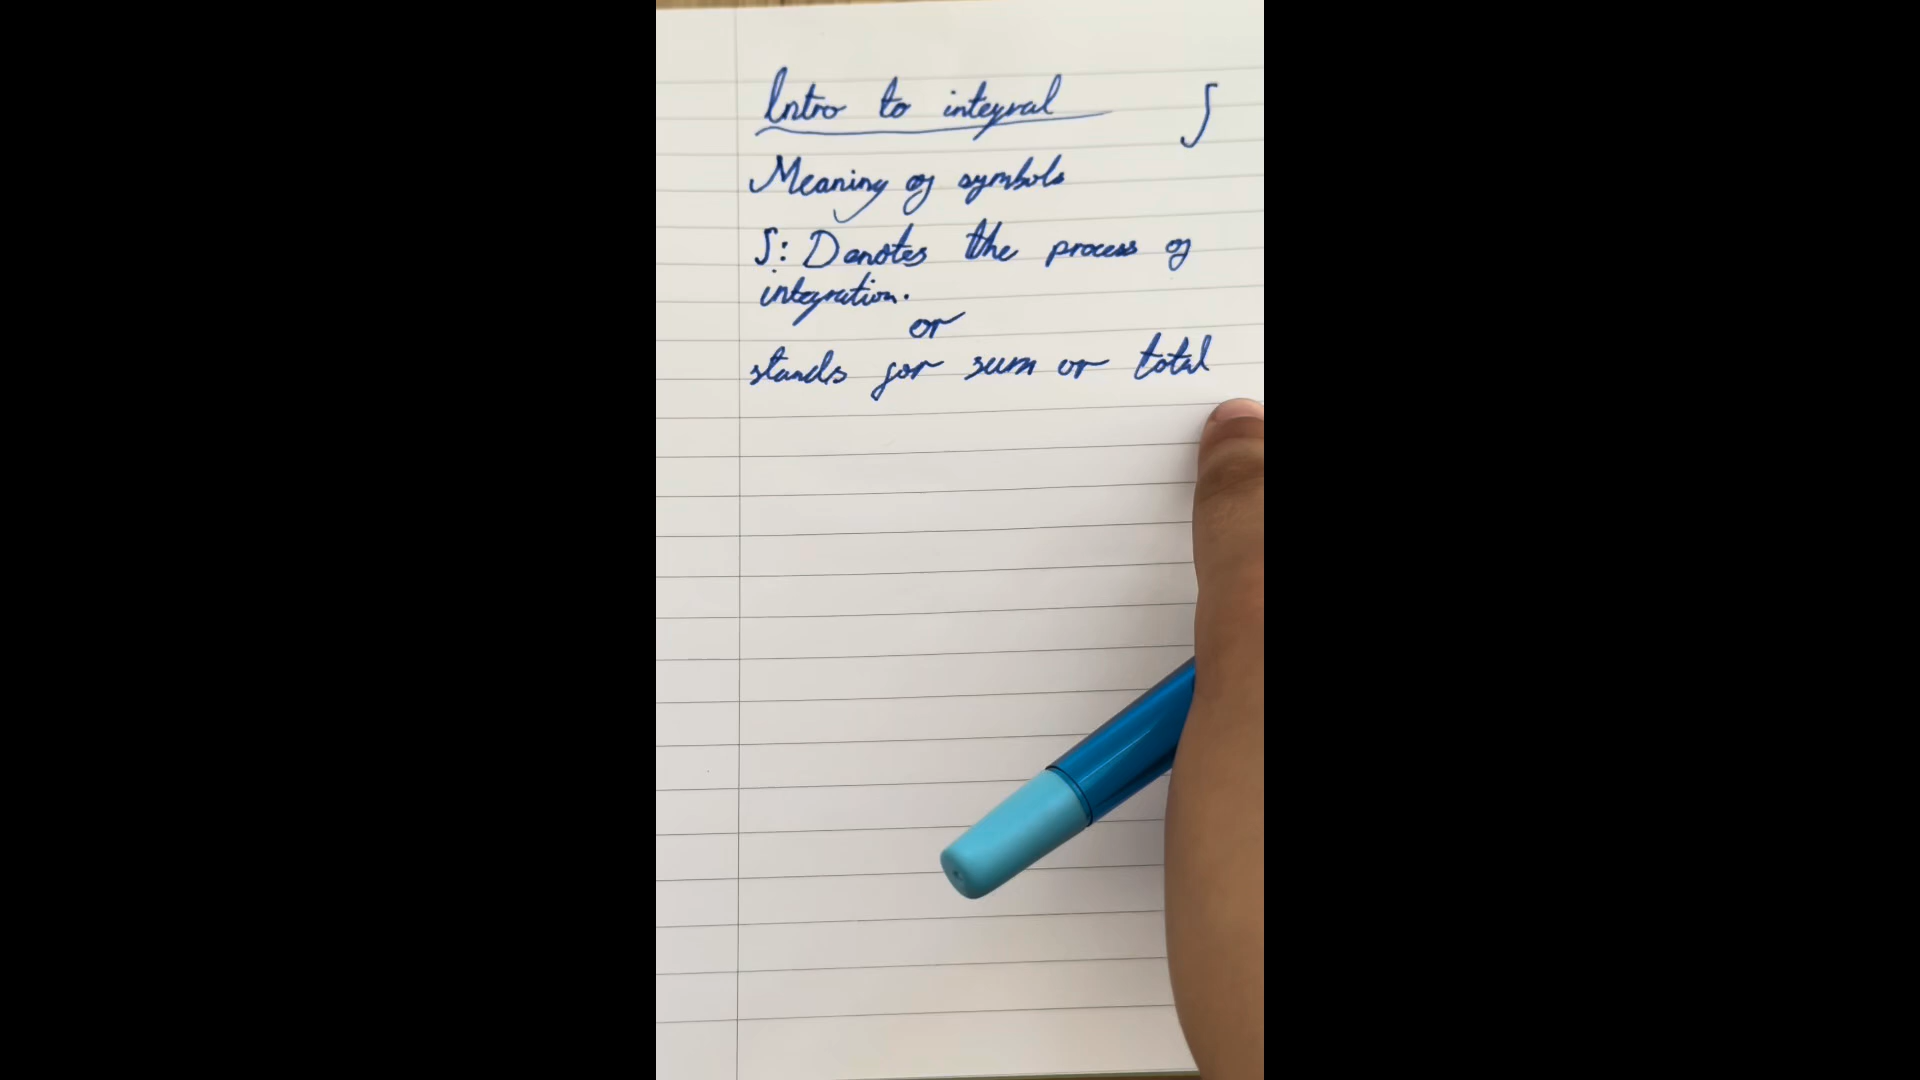 Intro to integral ∫
Meaning of symbols
∫: Denotes the process of
integration.
or
stands for sum or total